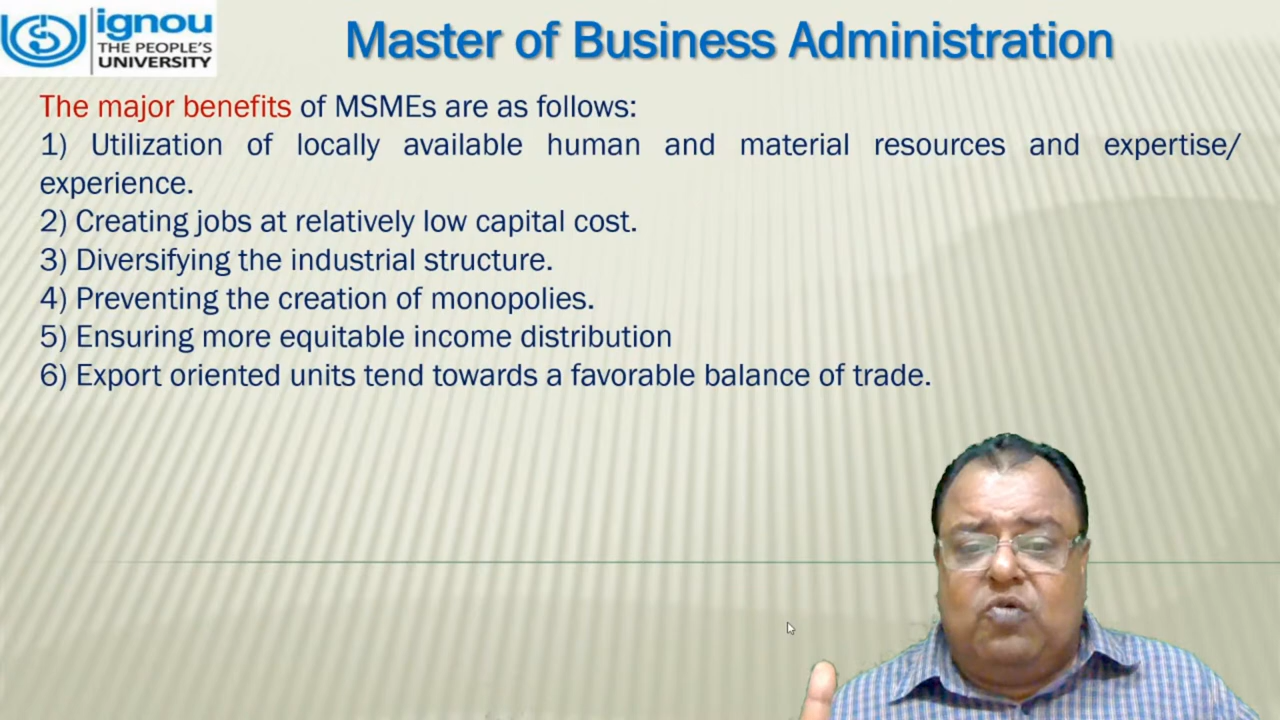 ignou
THE PEOPLE'S
UNIVERSITY
Master of Business Administration
The major benefits of MSMEs are as follows:
1) Utilization of locally available human and material resources and expertise/
experience.
2) Creating jobs at relatively low capital cost.
3) Diversifying the industrial structure.
4) Preventing the creation of monopolies.
5) Ensuring more equitable income distribution
6) Export oriented units tend towards a favorable balance of trade.